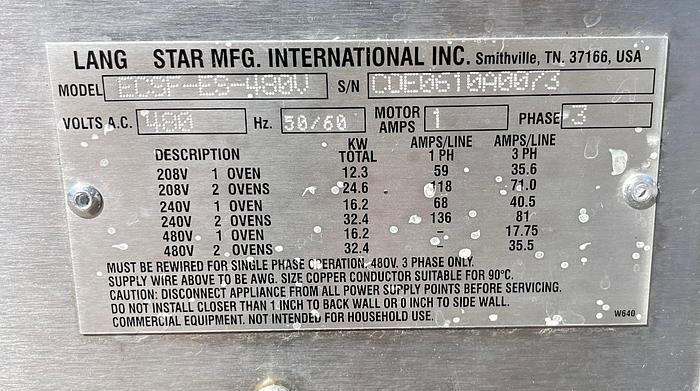 LANG STAR MFG. INTERNATIONAL INC. Smithville, TN. 37166, USA
MODEL ECSF-ES-480V S/N CDE0610A0073
VOLTS A.C. 480 Hz. 50/60 MOTOR AMPS 1 PHASE 3
DESCRIPTION KW TOTAL AMPS/LINE 1 PH AMPS/LINE 3 PH
208V 1 OVEN 12.3 59 35.6
208V 2 OVENS 24.6 118 71.0
240V 1 OVEN 16.2 68 40.5
240V 2 OVENS 32.4 136 81
480V 1 OVEN 16.2 – 17.75
480V 2 OVENS 32.4 – 35.5
MUST BE REWIRED FOR SINGLE PHASE OPERATION. 480V. 3 PHASE ONLY.
SUPPLY WIRE ABOVE TO BE AWG. SIZE COPPER CONDUCTOR SUITABLE FOR 90°C.
CAUTION: DISCONNECT APPLIANCE FROM ALL POWER SUPPLY POINTS BEFORE SERVICING.
DO NOT INSTALL CLOSER THAN 1 INCH TO BACK WALL OR 0 INCH TO SIDE WALL.
COMMERCIAL EQUIPMENT. NOT INTENDED FOR HOUSEHOLD USE.
W640